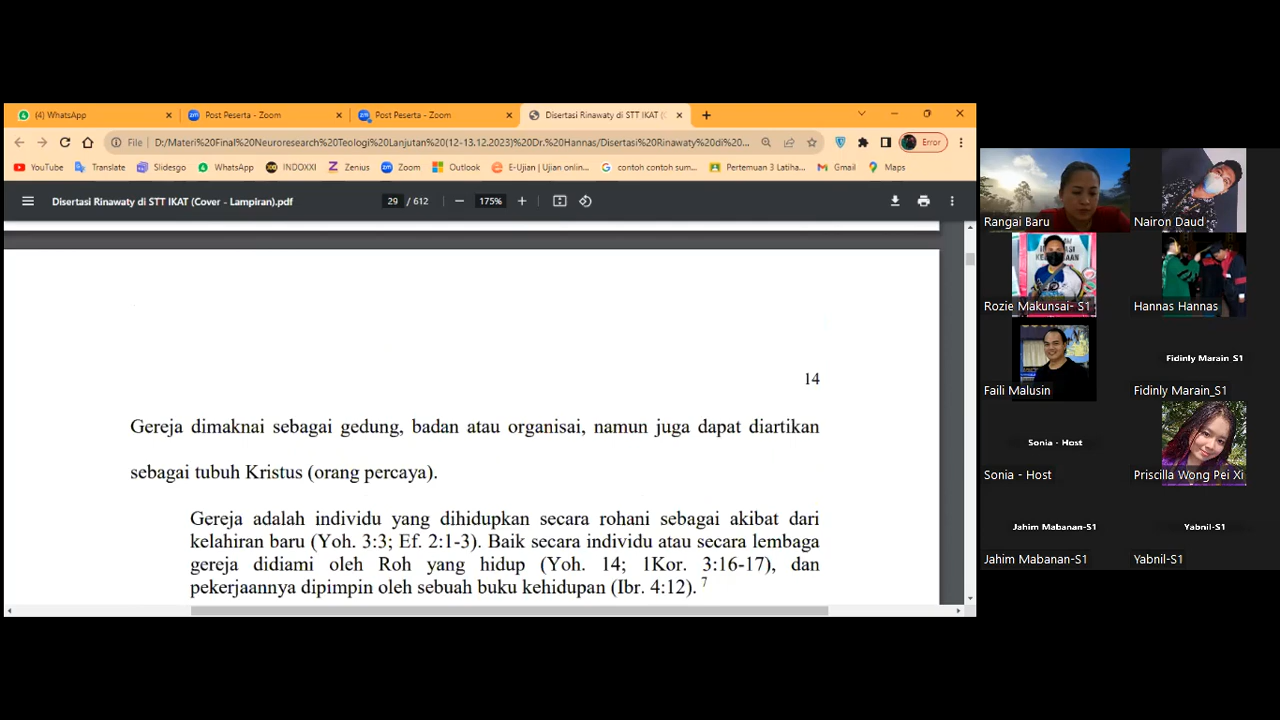 (4) WhatsApp
Post Peserta - Zoom
Post Peserta - Zoom
Disertasi Rinawaty di STT IKAT (C
File
D:/Materi%20Final%20Neuroresearch%20Teologi%20Lanjutan%20(12-13.12.2023)%20Dr.%20Hannas/Disertasi%20Rinawaty%20di%20...
Error
YouTube
Translate
Slidesgo
WhatsApp
INDOXXI
Zenius
Zoom
Outlook
E-Ujian | Ujian onlin...
contoh contoh sum...
Pertemuan 3 Latiha...
Gmail
Maps
Disertasi Rinawaty di STT IKAT (Cover - Lampiran).pdf
29 / 612
175%
14
Gereja dimaknai sebagai gedung, badan atau organisai, namun juga dapat diartikan
sebagai tubuh Kristus (orang percaya).
Gereja adalah individu yang dihidupkan secara rohani sebagai akibat dari
kelahiran baru (Yoh. 3:3; Ef. 2:1-3). Baik secara individu atau secara lembaga
gereja didiami oleh Roh yang hidup (Yoh. 14; 1Kor. 3:16-17), dan
pekerjaannya dipimpin oleh sebuah buku kehidupan (Ibr. 4:12). 7
Rangai Baru
Nairon Daud
Rozie Makunsai- S1
Hannas Hannas
Faili Malusin
Fidinly Marain S1
Fidinly Marain_S1
Sonia - Host
Sonia - Host
Priscilla Wong Pei Xi
Jahim Mabanan-S1
Jahim Mabanan-S1
Yabnil-S1
Yabnil-S1